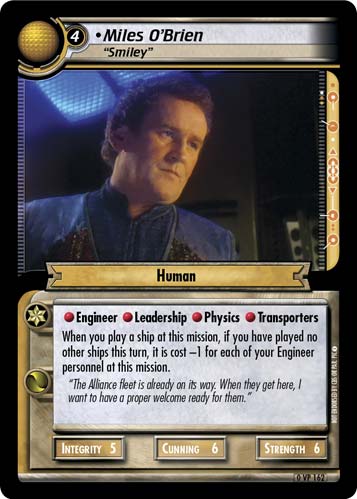 4
•Miles O'Brien
"Smiley"
Human
Engineer Leadership Physics Transporters
When you play a ship at this mission, if you have played
no other ships this turn, it is cost –1 for each of your Engineer
personnel at this mission.
"The Alliance fleet is already on its way. When they get here, I
want to have a proper welcome ready for them."
Integrity 5 Cunning 6 Strength 6
0 VP 162